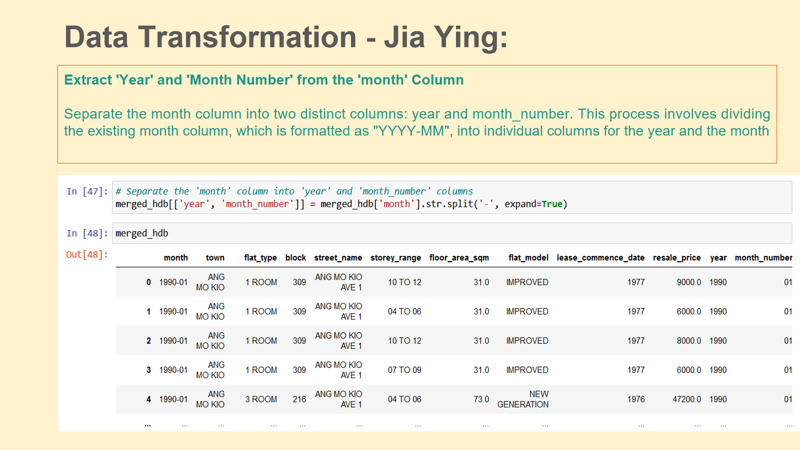 Data Transformation - Jia Ying:
Extract 'Year' and 'Month Number' from the 'month' Column
Separate the month column into two distinct columns: year and month_number. This process involves dividing
the existing month column, which is formatted as "YYYY-MM", into individual columns for the year and the month
In [47]: # Separate the 'month' column into 'year' and 'month_number' columns
merged_hdb[['year', 'month_number']] = merged_hdb['month'].str.split('-', expand=True)
In [48]: merged_hdb
Out[48]:
month town flat_type block street_name storey_range floor_area_sqm flat_model lease_commence_date resale_price year month_number
0 1990-01 ANG MO KIO 1 ROOM 309 ANG MO KIO AVE 1 10 TO 12 31.0 IMPROVED 1977 9000.0 1990 01
1 1990-01 ANG MO KIO 1 ROOM 309 ANG MO KIO AVE 1 04 TO 06 31.0 IMPROVED 1977 6000.0 1990 01
2 1990-01 ANG MO KIO 1 ROOM 309 ANG MO KIO AVE 1 10 TO 12 31.0 IMPROVED 1977 8000.0 1990 01
3 1990-01 ANG MO KIO 1 ROOM 309 ANG MO KIO AVE 1 07 TO 09 31.0 IMPROVED 1977 6000.0 1990 01
4 1990-01 ANG MO KIO 3 ROOM 216 ANG MO KIO AVE 1 04 TO 06 73.0 NEW GENERATION 1976 47200.0 1990 01
... ... ... ... ... ... ... ... ... ... ... ... ...